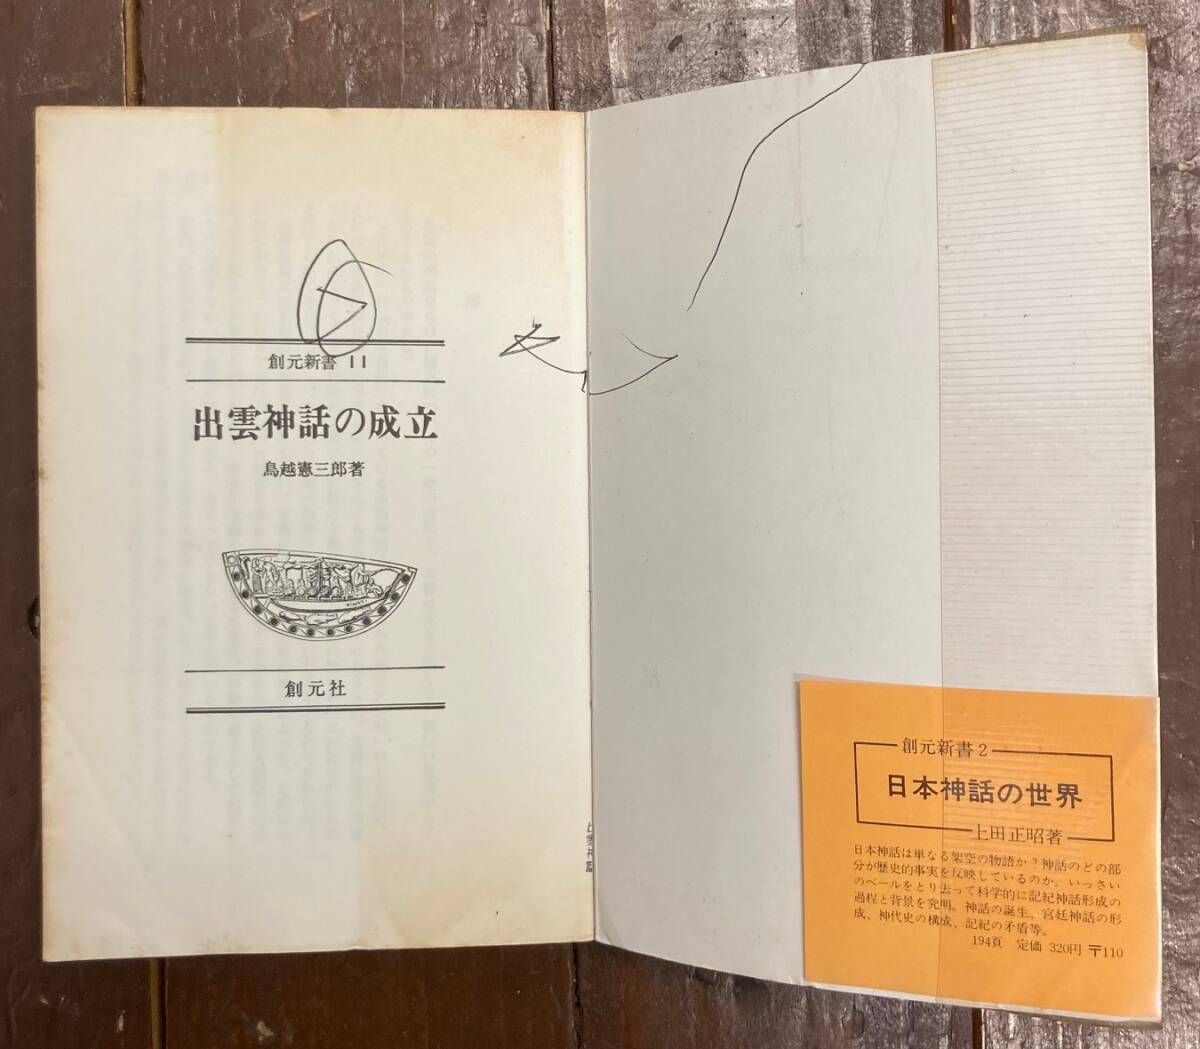 創元新書 11
出雲神話の成立
鳥越憲三郎著
創元社
創元新書2
日本神話の世界
上田正昭著
日本神話は単なる架空の物語か?神話のどの部
分が歴史的事実を反映しているのか。いっさい
のベールをとり去って科学的に記紀神話形成の
過程と背景を究明。神話の誕生、宮廷神話の形
成、神代史の構成、記紀の矛盾等。
194頁 定価 320円 〒110